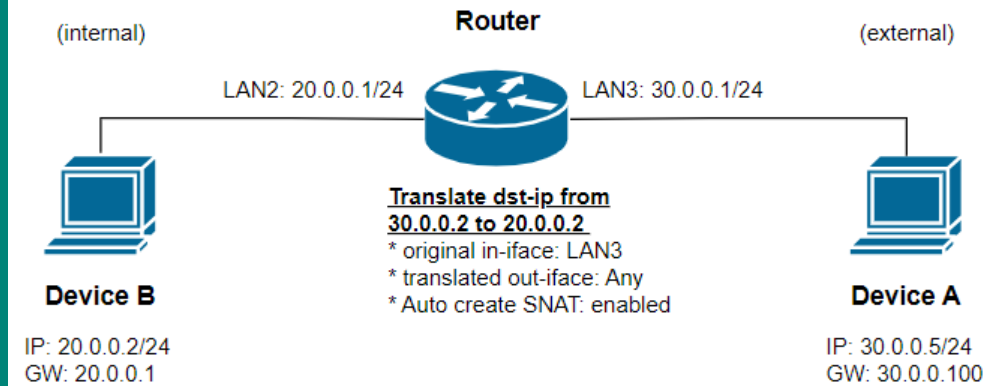 (internal)
Router
(external)
LAN2: 20.0.0.1/24
LAN3: 30.0.0.1/24
Translate dst-ip from
30.0.0.2 to 20.0.0.2
* original in-iface: LAN3
* translated out-iface: Any
* Auto create SNAT: enabled
Device B
IP: 20.0.0.2/24
GW: 20.0.0.1
Device A
IP: 30.0.0.5/24
GW: 30.0.0.100